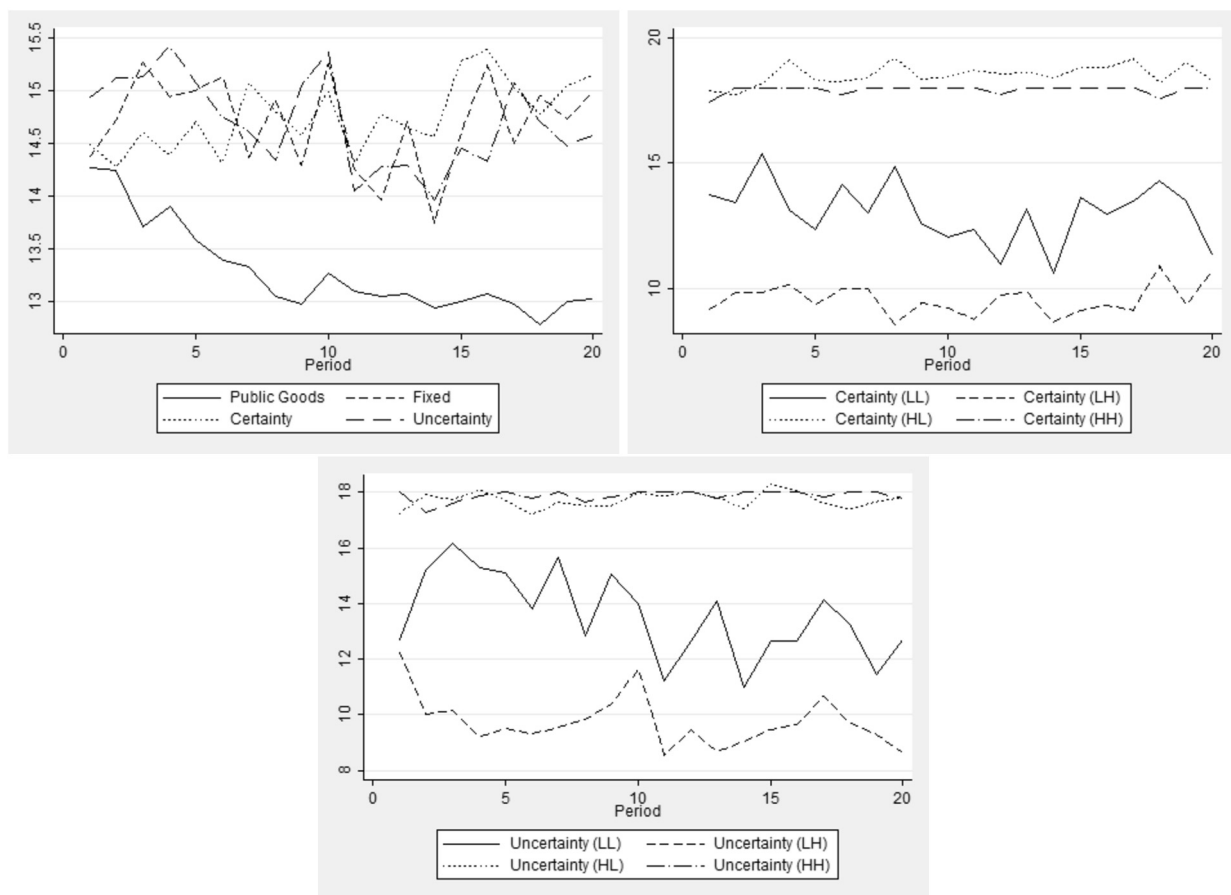 15.5
15
14.5
14
13.5
13
0 5 10 15 20
Period
Public Goods Fixed
Certainty Uncertainty
20
15
10
0 5 10 15 20
Period
Certainty (LL) Certainty (LH)
Certainty (HL) Certainty (HH)
18
16
14
12
10
8
0 5 10 15 20
Period
Uncertainty (LL) Uncertainty (LH)
Uncertainty (HL) Uncertainty (HH)